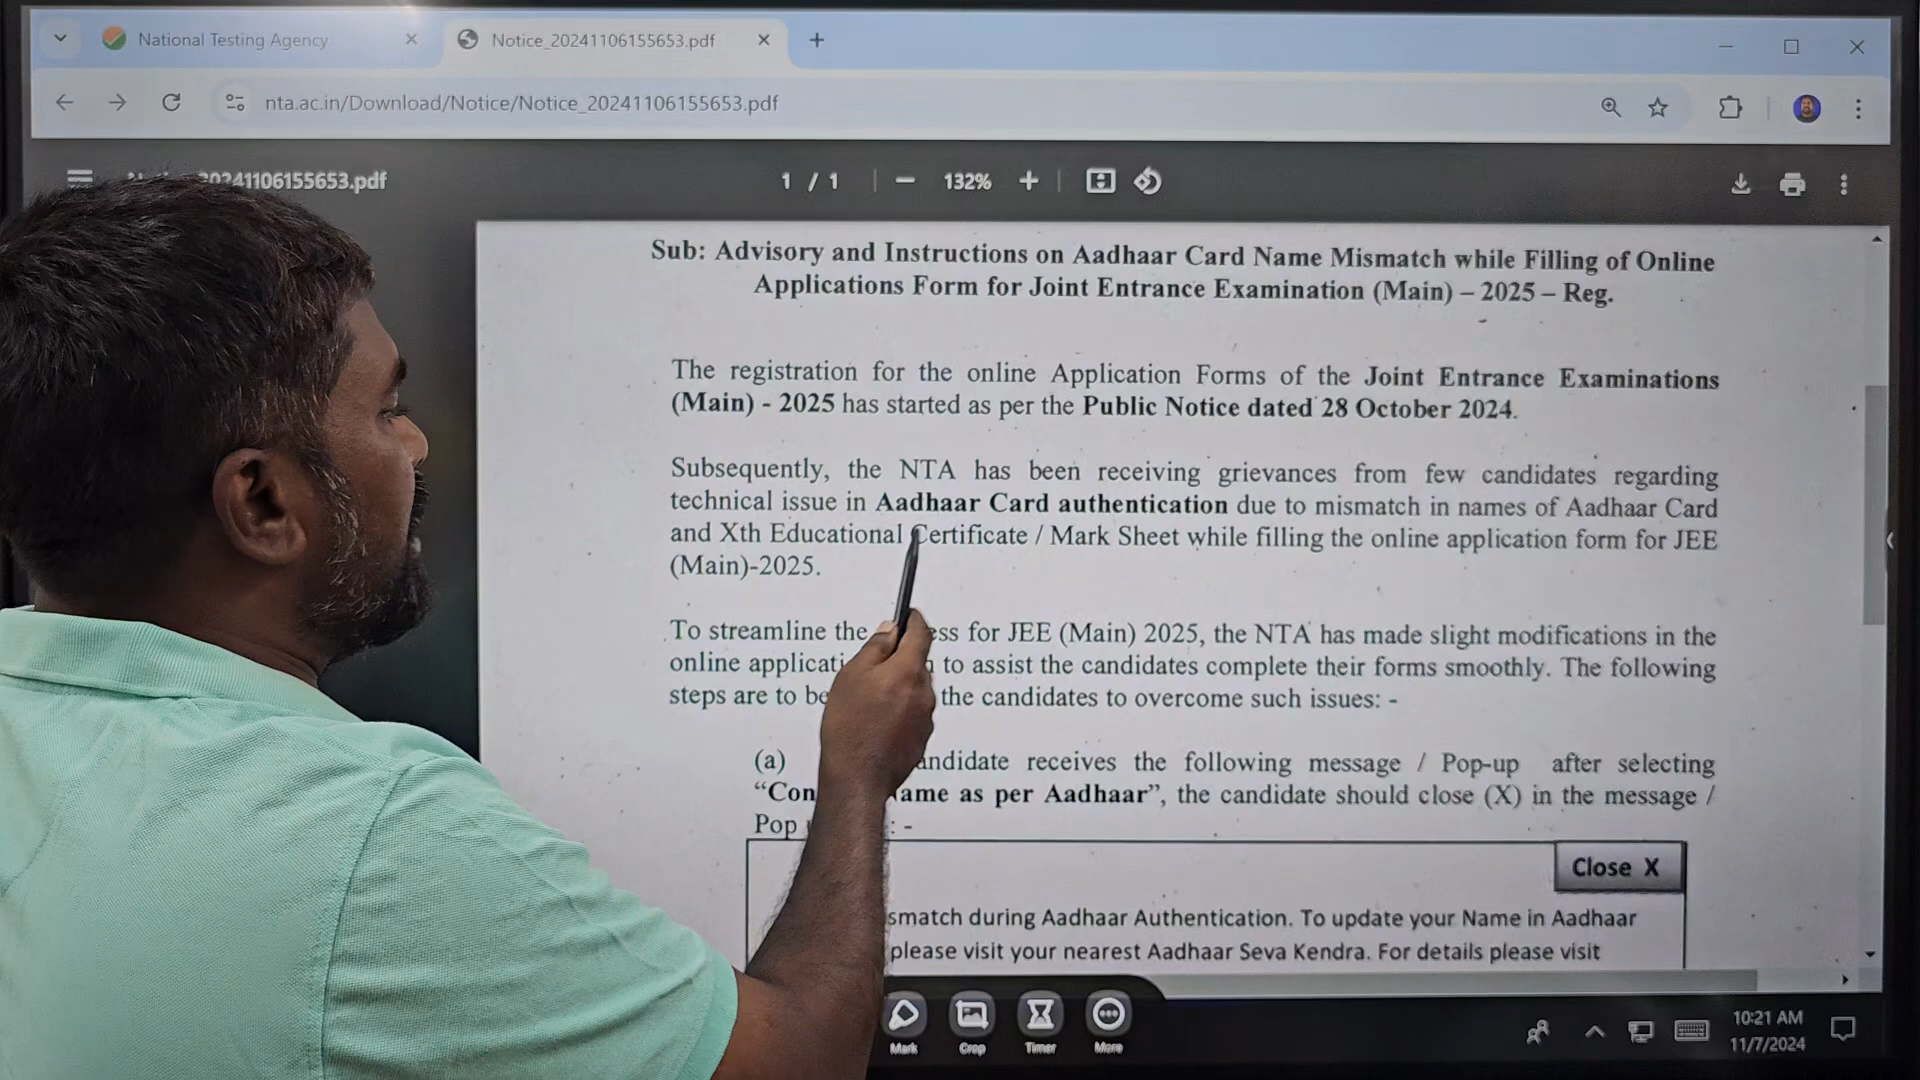 National Testing Agency
Notice_20241106155653.pdf
nta.ac.in/Download/Notice/Notice_20241106155653.pdf
20241106155653.pdf
1 / 1
132%
Sub: Advisory and Instructions on Aadhaar Card Name Mismatch while Filling of Online
Applications Form for Joint Entrance Examination (Main) – 2025 – Reg.
The registration for the online Application Forms of the Joint Entrance Examinations
(Main) - 2025 has started as per the Public Notice dated 28 October 2024.
Subsequently, the NTA has been receiving grievances from few candidates regarding
technical issue in Aadhaar Card authentication due to mismatch in names of Aadhaar Card
and Xth Educational Certificate / Mark Sheet while filling the online application form for JEE
(Main)-2025.
To streamline the ess for JEE (Main) 2025, the NTA has made slight modifications in the
online applicati to assist the candidates complete their forms smoothly. The following
steps are to be the candidates to overcome such issues: -
(a) andidate receives the following message / Pop-up after selecting
“Con ame as per Aadhaar”, the candidate should close (X) in the message /
Pop : -
Close X
smatch during Aadhaar Authentication. To update your Name in Aadhaar
please visit your nearest Aadhaar Seva Kendra. For details please visit
Mark Crop Timer More
10:21 AM
11/7/2024